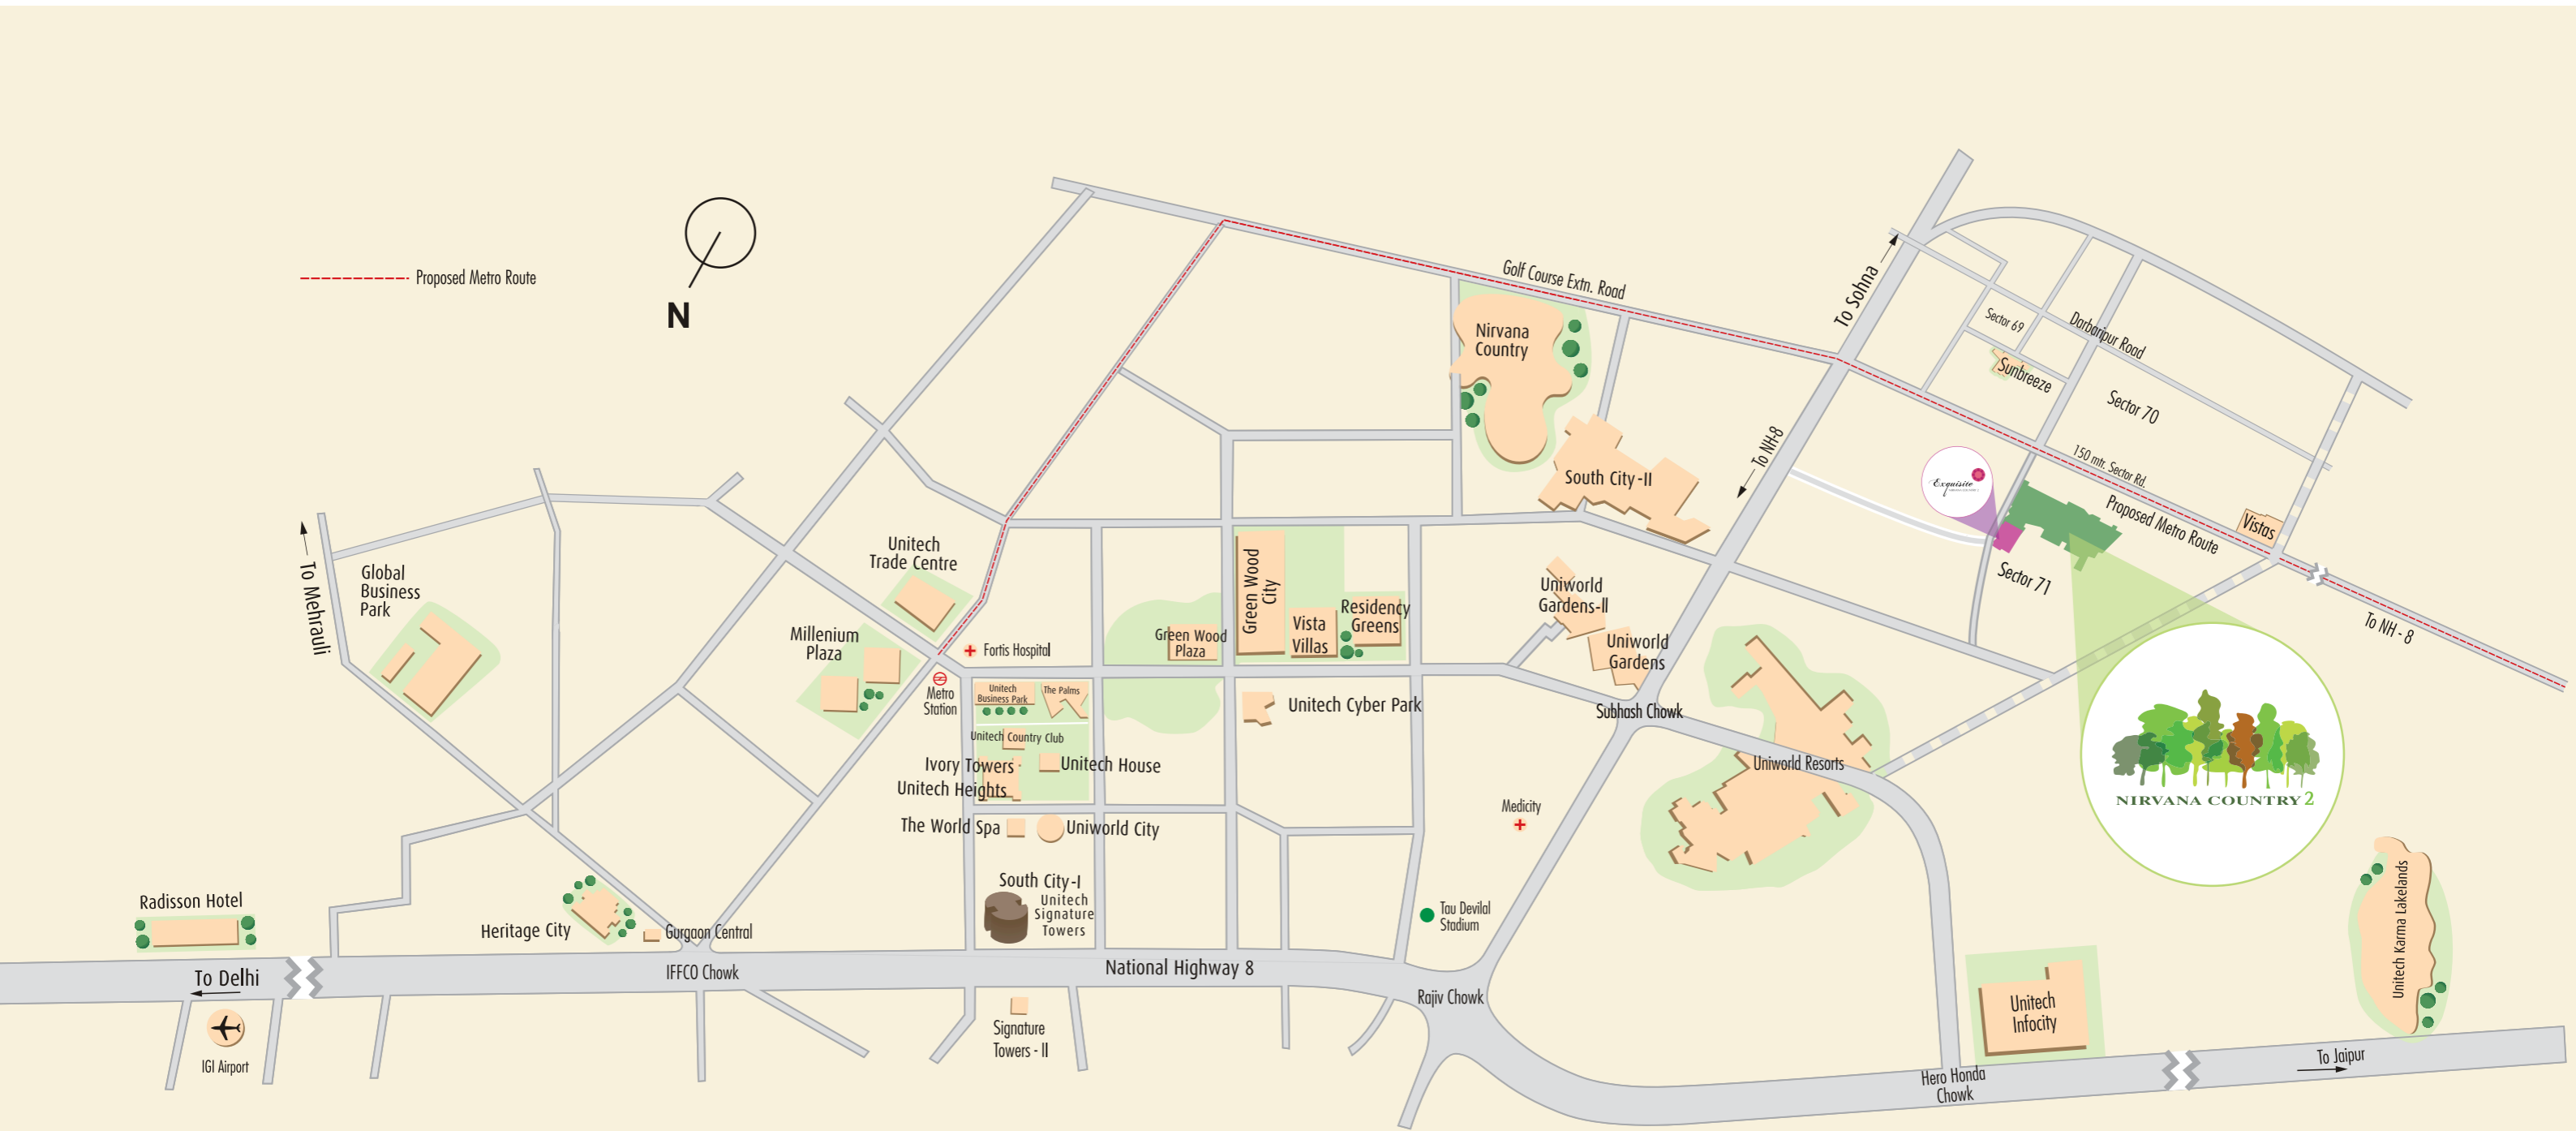 Proposed Metro Route
N
Golf Course Extn. Road
To Sohna
To NH-8
Nirvana
Country
South City-II
Sector 69
Darbaripur Road
Sunbreeze
Sector 70
150 mtr. Sector Rd.
Proposed Metro Route
Vistas
Exquisite
Sector 71
To NH - 8
NIRVANA COUNTRY 2
To Mehrauli
Global
Business
Park
Unitech
Trade Centre
Millenium
Plaza
Fortis Hospital
Metro
Station
Green Wood
Plaza
Green Wood
City
Vista
Villas
Residency
Greens
Uniworld
Gardens-II
Uniworld
Gardens
Unitech
Business Park
The Palms
Unitech Cyber Park
Subhash Chowk
Unitech Country Club
Ivory Towers
Unitech House
Unitech Heights
Uniworld Resorts
The World Spa
Uniworld City
Medicity
South City-I
Unitech
Signature
Towers
Tau Devilal
Stadium
Radisson Hotel
Heritage City
Gurgaon Central
To Delhi
IFFCO Chowk
National Highway 8
Rajiv Chowk
IGI Airport
Signature
Towers - II
Unitech
Infocity
Unitech Karma Lakelands
Hero Honda
Chowk
To Jaipur